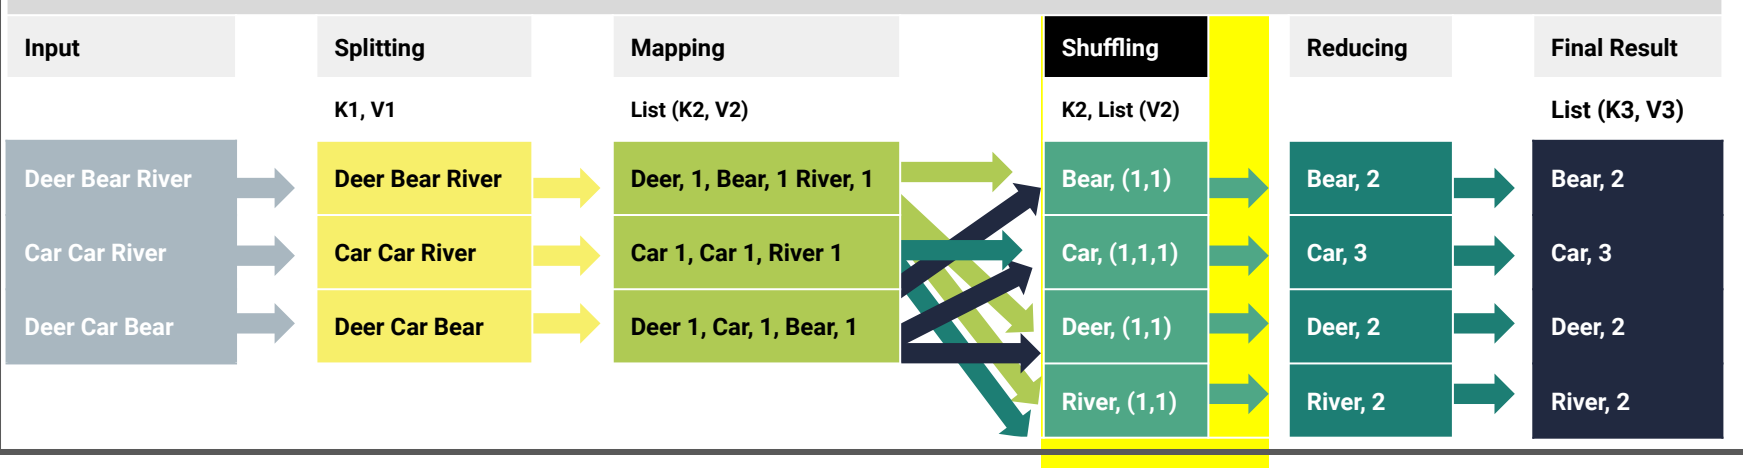 Input Splitting Mapping Shuffling Reducing Final Result
K1, V1 List (K2, V2) K2, List (V2) List (K3, V3)
Deer Bear River Deer Bear River Deer, 1, Bear, 1 River, 1 Bear, (1,1) Bear, 2 Bear, 2
Car Car River Car Car River Car 1, Car 1, River 1 Car, (1,1,1) Car, 3 Car, 3
Deer Car Bear Deer Car Bear Deer 1, Car, 1, Bear, 1 Deer, (1,1) Deer, 2 Deer, 2
River, (1,1) River, 2 River, 2